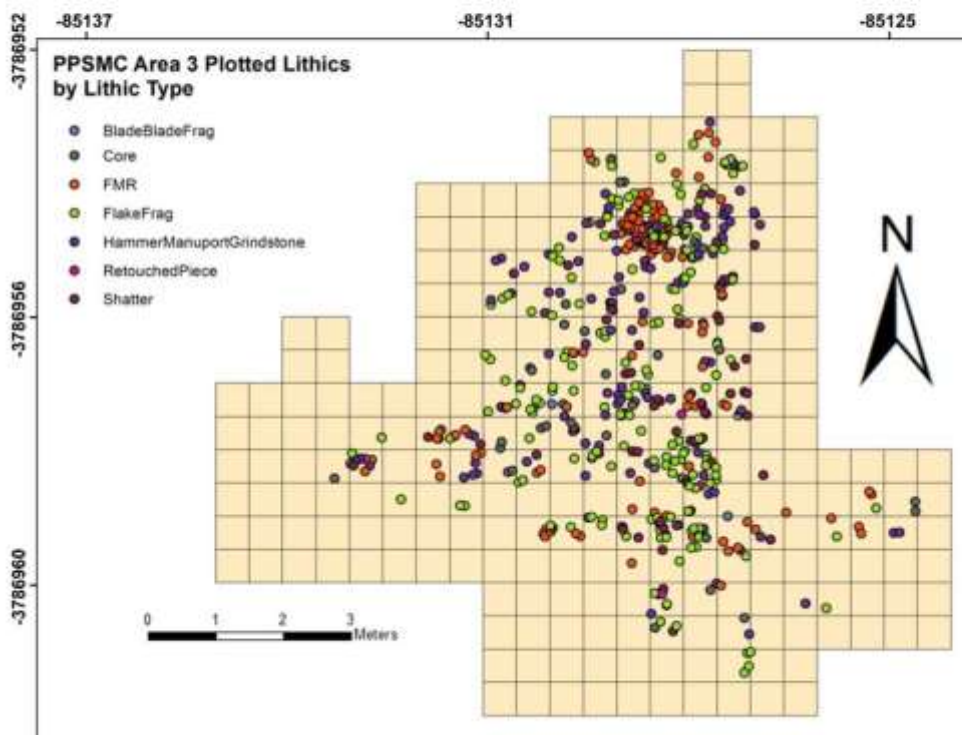 -85137 -85131 -85125
-3786952
PPSMC Area 3 Plotted Lithics
by Lithic Type
BladeBladeFrag
Core
FMR
FlakeFrag
HammerManuportGrindstone
RetouchedPiece
Shatter
N
-3786956
-3786960
0 1 2 3
Meters